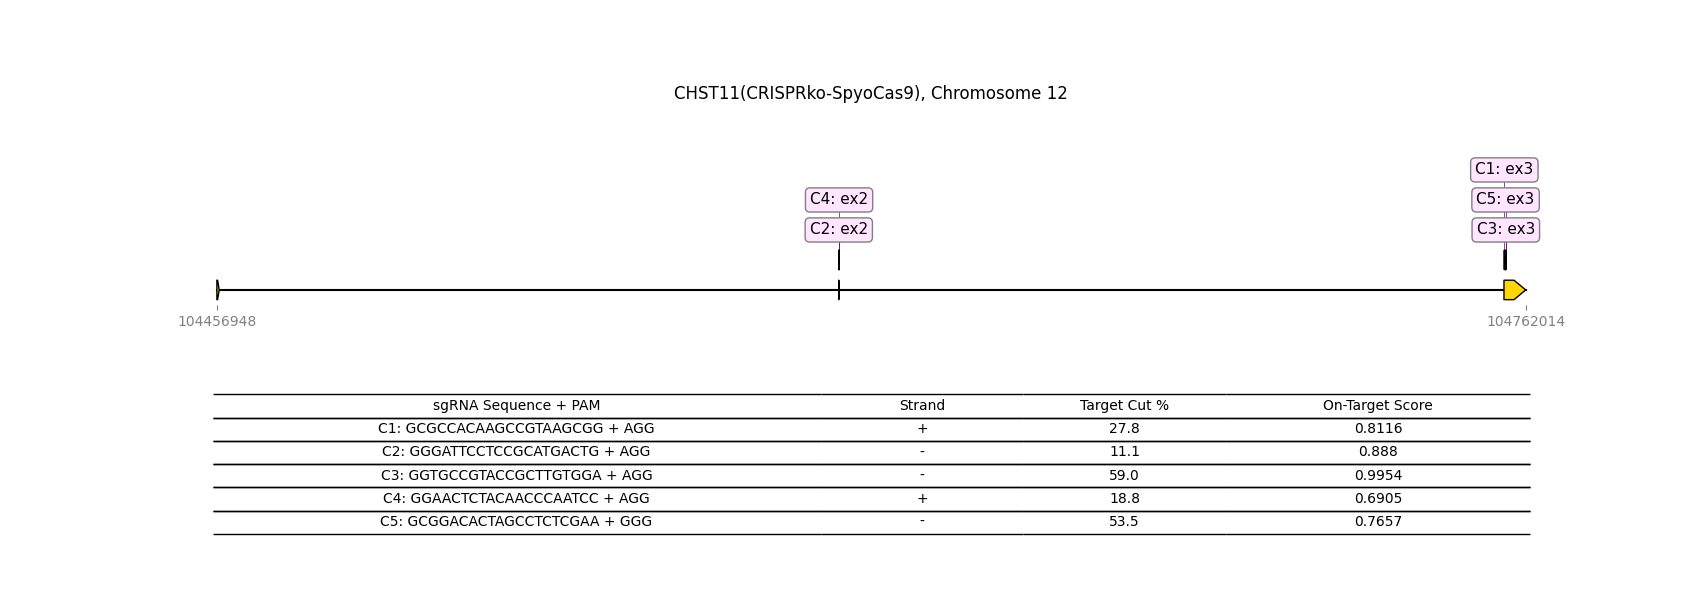 CHST11(CRISPRko-SpyoCas9), Chromosome 12
C1: ex3
C4: ex2
C5: ex3
C2: ex2
C3: ex3
104456948
104762014
sgRNA Sequence + PAM Strand Target Cut % On-Target Score
C1: GCGCCACAAGCCGTAAGCGG + AGG + 27.8 0.8116
C2: GGGATTCCTCCGCATGACTG + AGG - 11.1 0.888
C3: GGTGCCGTACCGCTTGTGGA + AGG - 59.0 0.9954
C4: GGAACTCTACAACCCAATCC + AGG + 18.8 0.6905
C5: GCGGACACTAGCCTCTCGAA + GGG - 53.5 0.7657